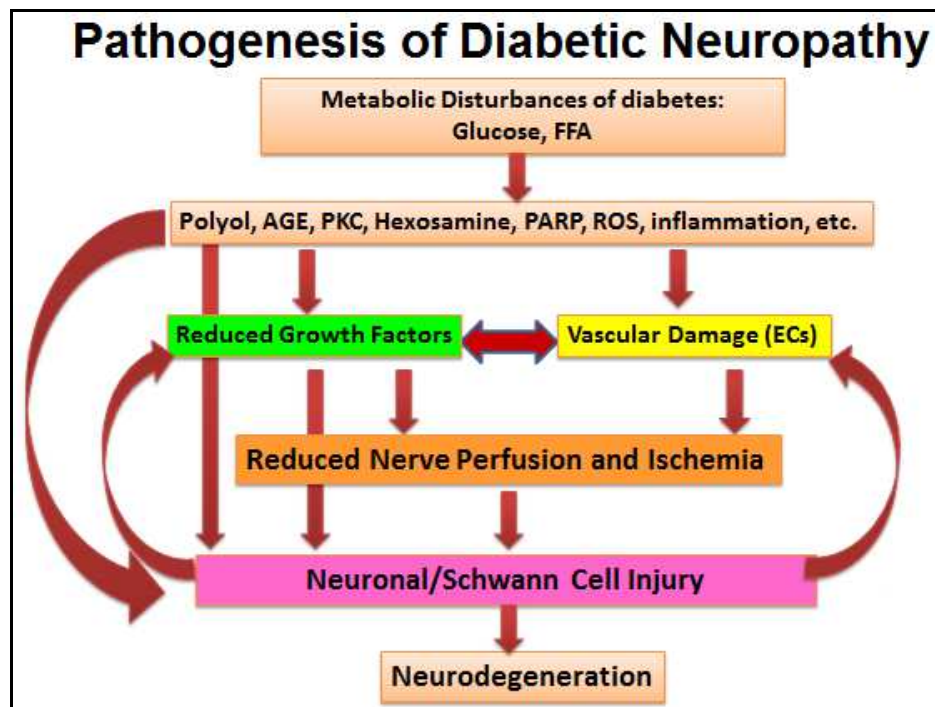 Pathogenesis of Diabetic Neuropathy
Metabolic Disturbances of diabetes:
Glucose, FFA
Polyol, AGE, PKC, Hexosamine, PARP, ROS, inflammation, etc.
Reduced Growth Factors
Vascular Damage (ECs)
Reduced Nerve Perfusion and Ischemia
Neuronal/Schwann Cell Injury
Neurodegeneration